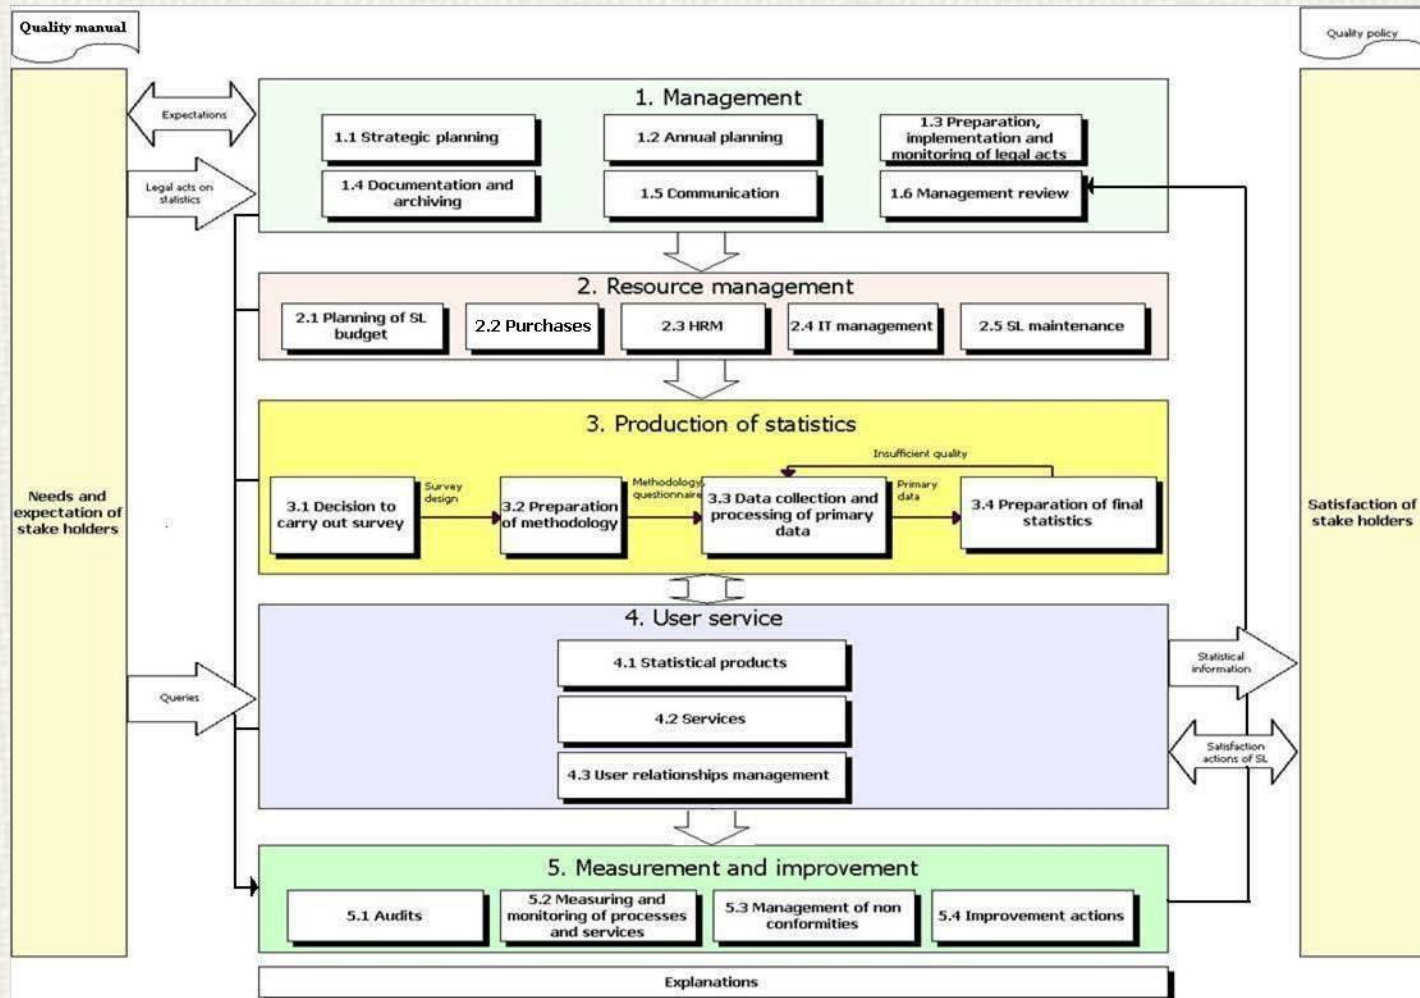 Quality manual
Quality policy
Expectations
Legal acts on
statistics
Needs and
expectation of
stake holders
Queries
1. Management
1.1 Strategic planning
1.2 Annual planning
1.3 Preparation,
implementation and
monitoring of legal acts
1.4 Documentation and
archiving
1.5 Communication
1.6 Management review
2. Resource management
2.1 Planning of SL
budget
2.2 Purchases
2.3 HRM
2.4 IT management
2.5 SL maintenance
3. Production of statistics
Insufficient quality
3.1 Decision to
carry out survey
Survey
design
3.2 Preparation
of methodology
Methodology,
questionnaire
3.3 Data collection and
processing of primary
data
Primary
data
3.4 Preparation of final
statistics
4. User service
4.1 Statistical products
4.2 Services
4.3 User relationships management
Statistical
information
Satisfaction
actions of SL
Satisfaction of
stake holders
5. Measurement and improvement
5.1 Audits
5.2 Measuring and
monitoring of processes
and services
5.3 Management of non
conformities
5.4 Improvement actions
Explanations